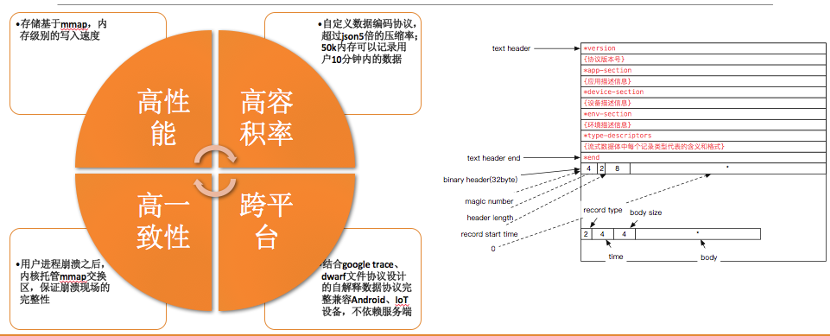 •存储基于mmap，内
存级别的写入速度
•自定义数据编码协议，
超过json5倍的压缩率；
50k内存可以记录用
户10分钟内的数据
高性
能
高容
积率
高一
致性
跨平
台
•用户进程崩溃之后，
内核托管mmap交换
区，保证崩溃现场的
完整性
•结合google trace、
dwarf文件协议设计
的自解释数据协议完
整兼容Android、IoT
设备，不依赖服务端
text header
*version
{协议版本号}
*app-section
{应用描述信息}
*device-section
{设备描述信息}
*env-section
{环境描述信息}
*type-descriptors
{流式数据体中每个记录类型代表的含义和格式}
text header end
*end
4 2 8 *
binary header(32byte)
magic number
header length
record start time
0
record type
body size
2 4 4 *
time
body